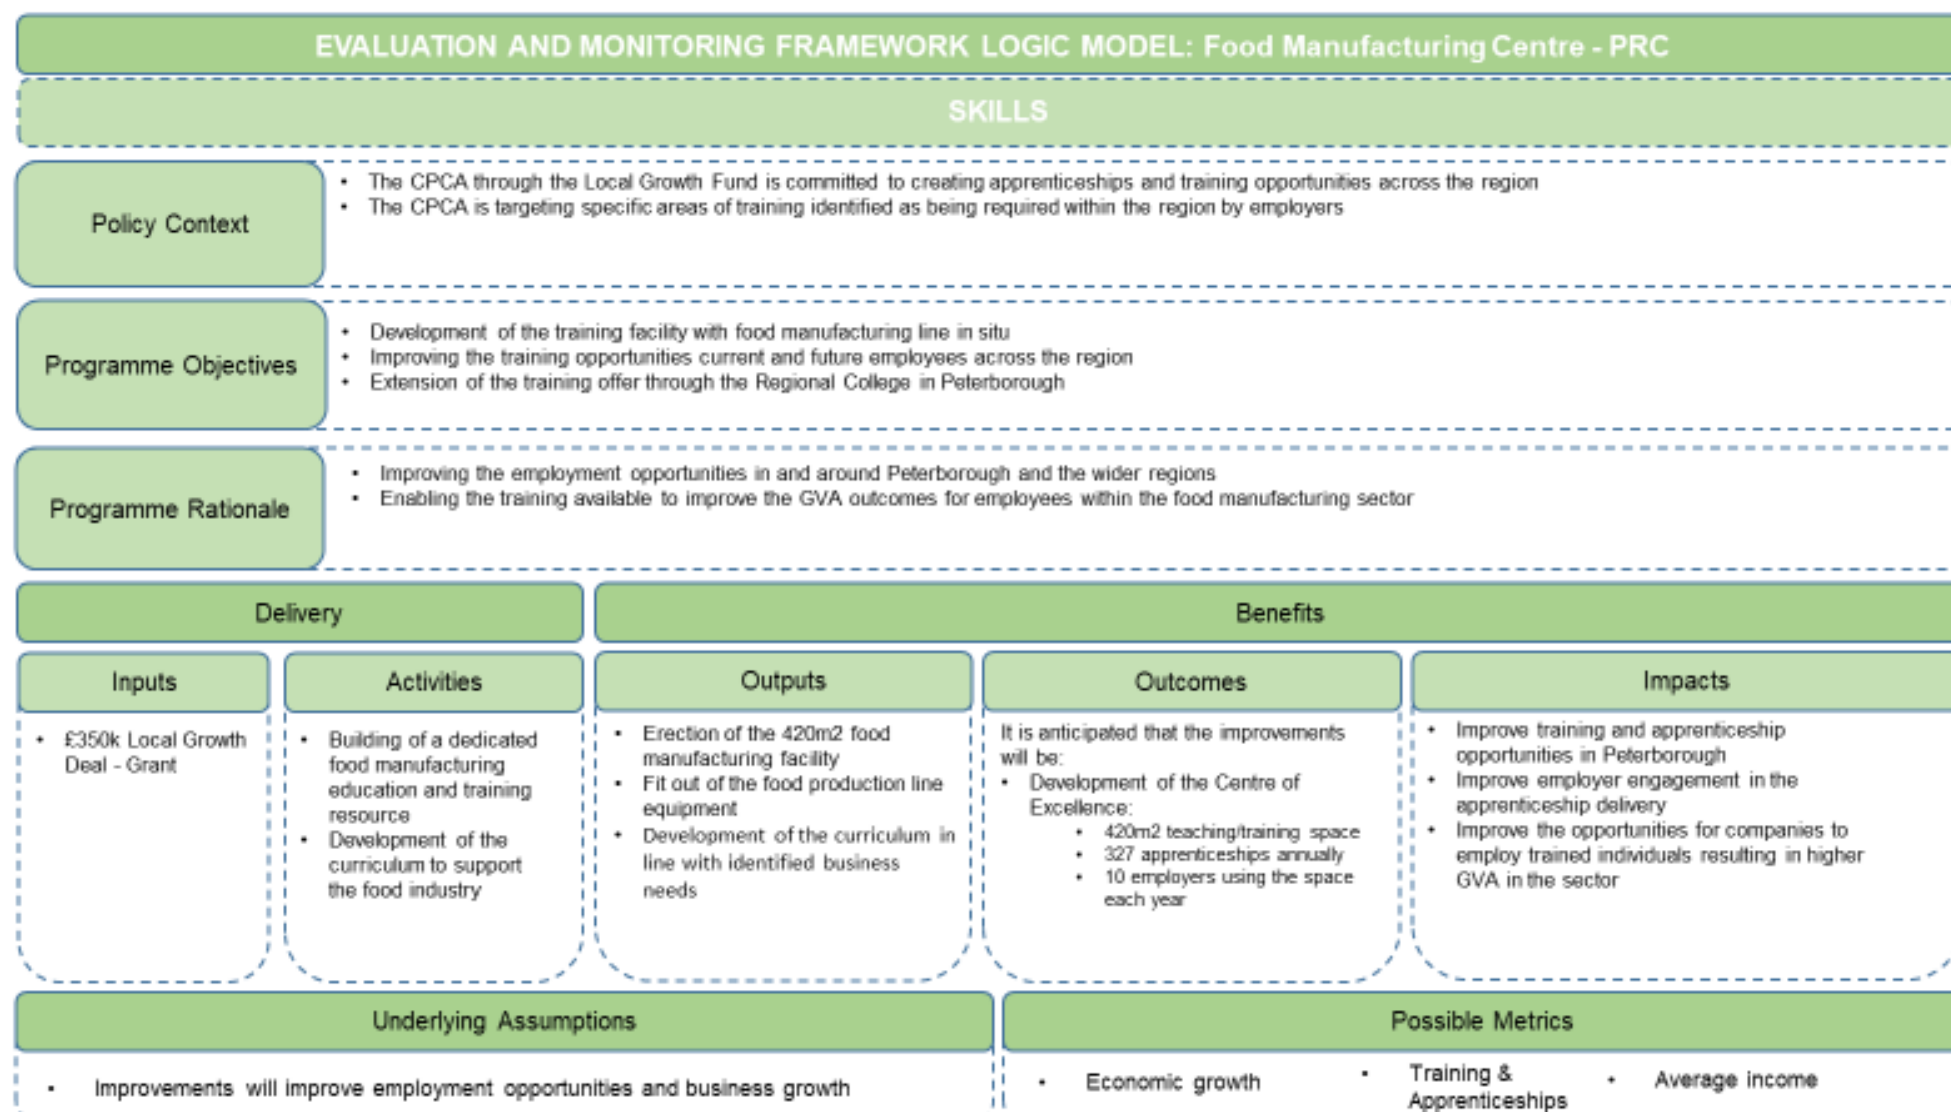 EVALUATION AND MONITORING FRAMEWORK LOGIC MODEL: Food Manufacturing Centre - PRC
SKILLS
Policy Context
• The CPCA through the Local Growth Fund is committed to creating apprenticeships and training opportunities across the region
• The CPCA is targeting specific areas of training identified as being required within the region by employers
Programme Objectives
• Development of the training facility with food manufacturing line in situ
• Improving the training opportunities current and future employees across the region
• Extension of the training offer through the Regional College in Peterborough
Programme Rationale
• Improving the employment opportunities in and around Peterborough and the wider regions
• Enabling the training available to improve the GVA outcomes for employees within the food manufacturing sector
Delivery
Benefits
Inputs
• £350k Local Growth
Deal - Grant
Activities
• Building of a dedicated
food manufacturing
education and training
resource
• Development of the
curriculum to support
the food industry
Outputs
• Erection of the 420m2 food
manufacturing facility
• Fit out of the food production line
equipment
• Development of the curriculum in
line with identified business
needs
Outcomes
It is anticipated that the improvements
will be:
• Development of the Centre of
Excellence:
• 420m2 teaching/training space
• 327 apprenticeships annually
• 10 employers using the space
each year
Impacts
• Improve training and apprenticeship
opportunities in Peterborough
• Improve employer engagement in the
apprenticeship delivery
• Improve the opportunities for companies to
employ trained individuals resulting in higher
GVA in the sector
Underlying Assumptions
• Improvements will improve employment opportunities and business growth
Possible Metrics
• Economic growth
• Training &
Apprenticeships
• Average income